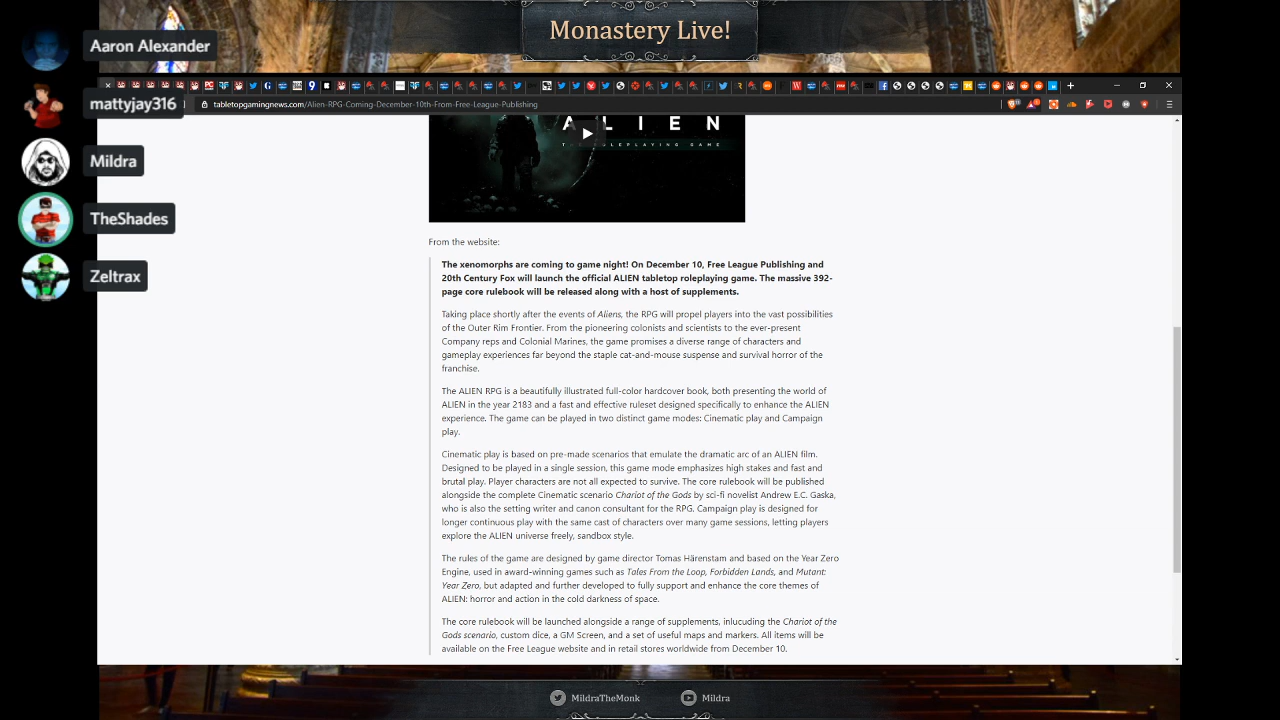 Monastery Live!
Aaron Alexander
mattyjay316
Mildra
TheShades
Zeltrax
tabletopgamingnews.com/Alien-RPG-Coming-December-10th-From-Free-League-Publishing
ALIEN
THE ROLEPLAYING GAME
From the website:
The xenomorphs are coming to game night! On December 10, Free League Publishing and
20th Century Fox will launch the official ALIEN tabletop roleplaying game. The massive 392-
page core rulebook will be released along with a host of supplements.
Taking place shortly after the events of Aliens, the RPG will propel players into the vast possibilities
of the Outer Rim Frontier. From the pioneering colonists and scientists to the ever-present
Company reps and Colonial Marines, the game promises a diverse range of characters and
gameplay experiences far beyond the staple cat-and-mouse suspense and survival horror of the
franchise.
The ALIEN RPG is a beautifully illustrated full-color hardcover book, both presenting the world of
ALIEN in the year 2183 and a fast and effective ruleset designed specifically to enhance the ALIEN
experience. The game can be played in two distinct game modes: Cinematic play and Campaign
play.
Cinematic play is based on pre-made scenarios that emulate the dramatic arc of an ALIEN film.
Designed to be played in a single session, this game mode emphasizes high stakes and fast and
brutal play. Player characters are not all expected to survive. The core rulebook will be published
alongside the complete Cinematic scenario Chariot of the Gods by sci-fi novelist Andrew E.C. Gaska,
who is also the setting writer and canon consultant for the RPG. Campaign play is designed for
longer continuous play with the same cast of characters over many game sessions, letting players
explore the ALIEN universe freely, sandbox style.
The rules of the game are designed by game director Tomas Härenstam and based on the Year Zero
Engine, used in award-winning games such as Tales From the Loop, Forbidden Lands, and Mutant:
Year Zero, but adapted and further developed to fully support and enhance the core themes of
ALIEN: horror and action in the cold darkness of space.
The core rulebook will be launched alongside a range of supplements, inlucuding the Chariot of the
Gods scenario, custom dice, a GM Screen, and a set of useful maps and markers. All items will be
available on the Free League website and in retail stores worldwide from December 10.
MildraTheMonk
Mildra